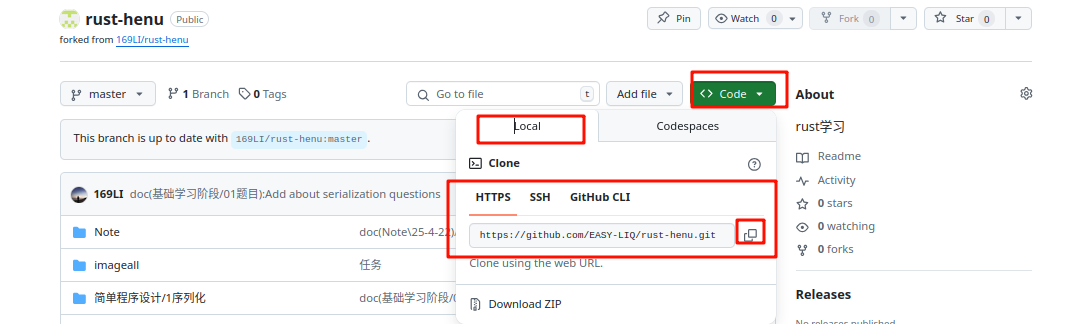 rust-henu Public
Pin Watch 0 Fork 0 Star 0
forked from 169LI/rust-henu
master 1 Branch 0 Tags Go to file t Add file Code
About
rust学习
Readme
Activity
0 stars
0 watching
0 forks
Releases
No releases published
This branch is up to date with 169LI/rust-henu:master.
169LI doc(基础学习阶段/01题目):Add about serialization questions
Note doc(Note\25-4-22)
imageall 任务
简单程序设计/1序列化 doc(基础学习阶段/
Local Codespaces
Clone
HTTPS SSH GitHub CLI
https://github.com/EASY-LIQ/rust-henu.git
Clone using the web URL.
Download ZIP